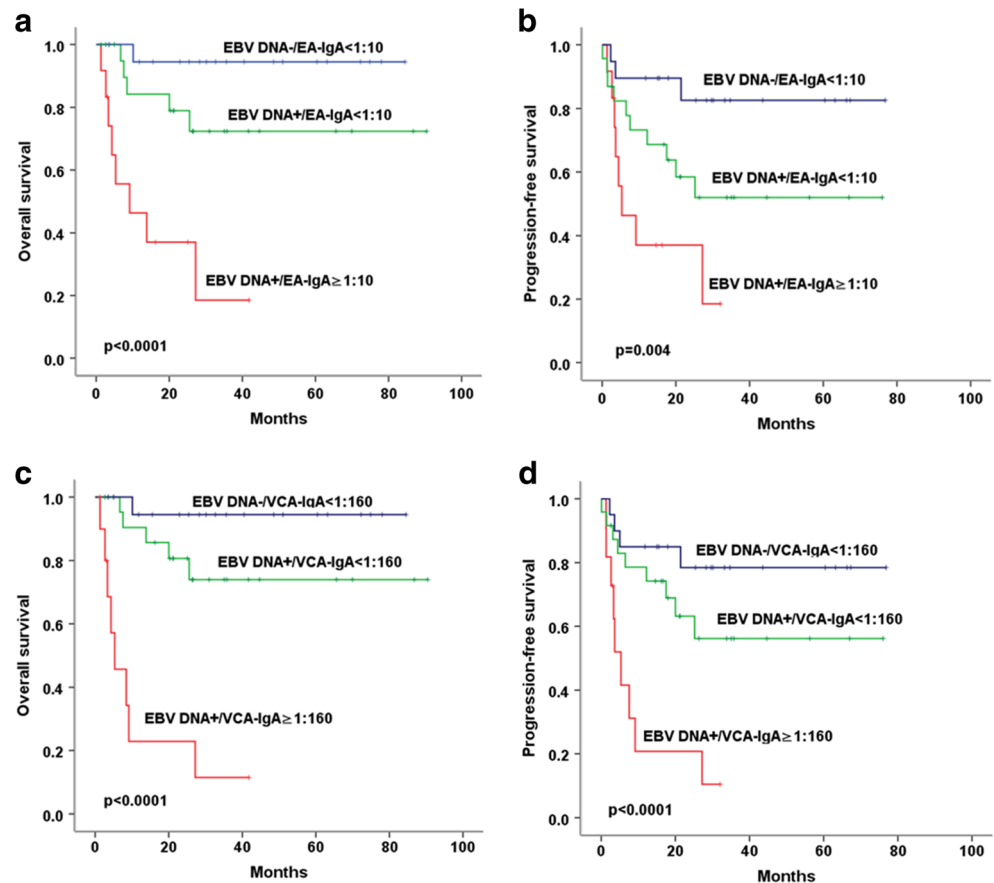 a
EBV DNA-/EA-IgA<1:10
EBV DNA+/EA-IgA<1:10
EBV DNA+/EA-IgA≥1:10
p<0.0001
Overall survival
1.0
0.8
0.6
0.4
0.2
0.0
0 20 40 60 80 100
Months
b
EBV DNA-/EA-IgA<1:10
EBV DNA+/EA-IgA<1:10
EBV DNA+/EA-IgA≥1:10
p=0.004
Progression-free survival
1.0
0.8
0.6
0.4
0.2
0.0
0 20 40 60 80 100
Months
c
EBV DNA-/VCA-IgA<1:160
EBV DNA+/VCA-IgA<1:160
EBV DNA+/VCA-IgA≥1:160
p<0.0001
Overall survival
1.0
0.8
0.6
0.4
0.2
0.0
0 20 40 60 80 100
Months
d
EBV DNA-/VCA-IgA<1:160
EBV DNA+/VCA-IgA<1:160
EBV DNA+/VCA-IgA≥1:160
p<0.0001
Progression-free survival
1.0
0.8
0.6
0.4
0.2
0.0
0 20 40 60 80 100
Months